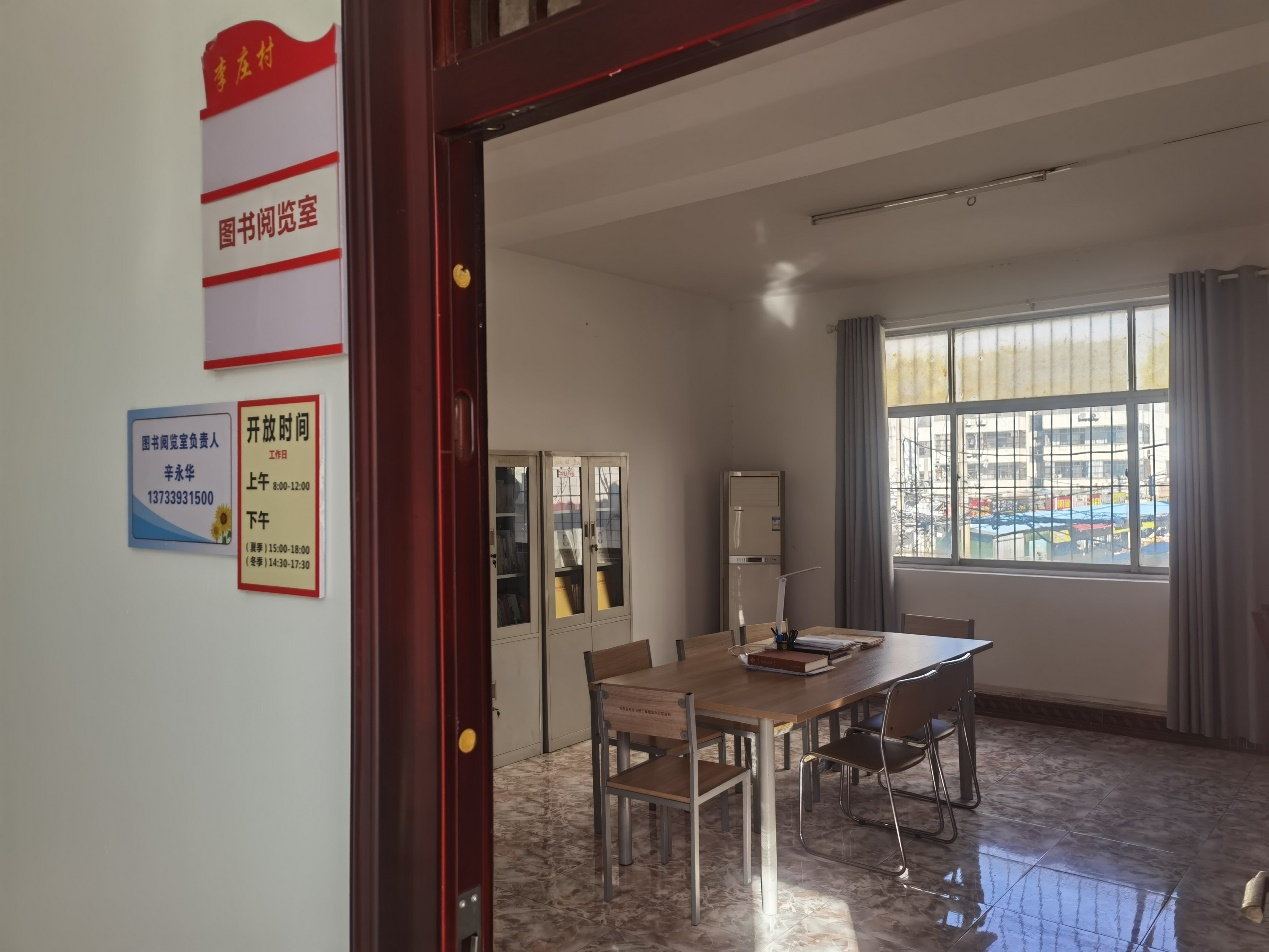 李庄村
图书阅览室
图书阅览室负责人
辛永华
13733931500
开放时间
工作日
上午 8:00-12:00
下午
(夏季)15:00-18:00
(冬季)14:30-17:30